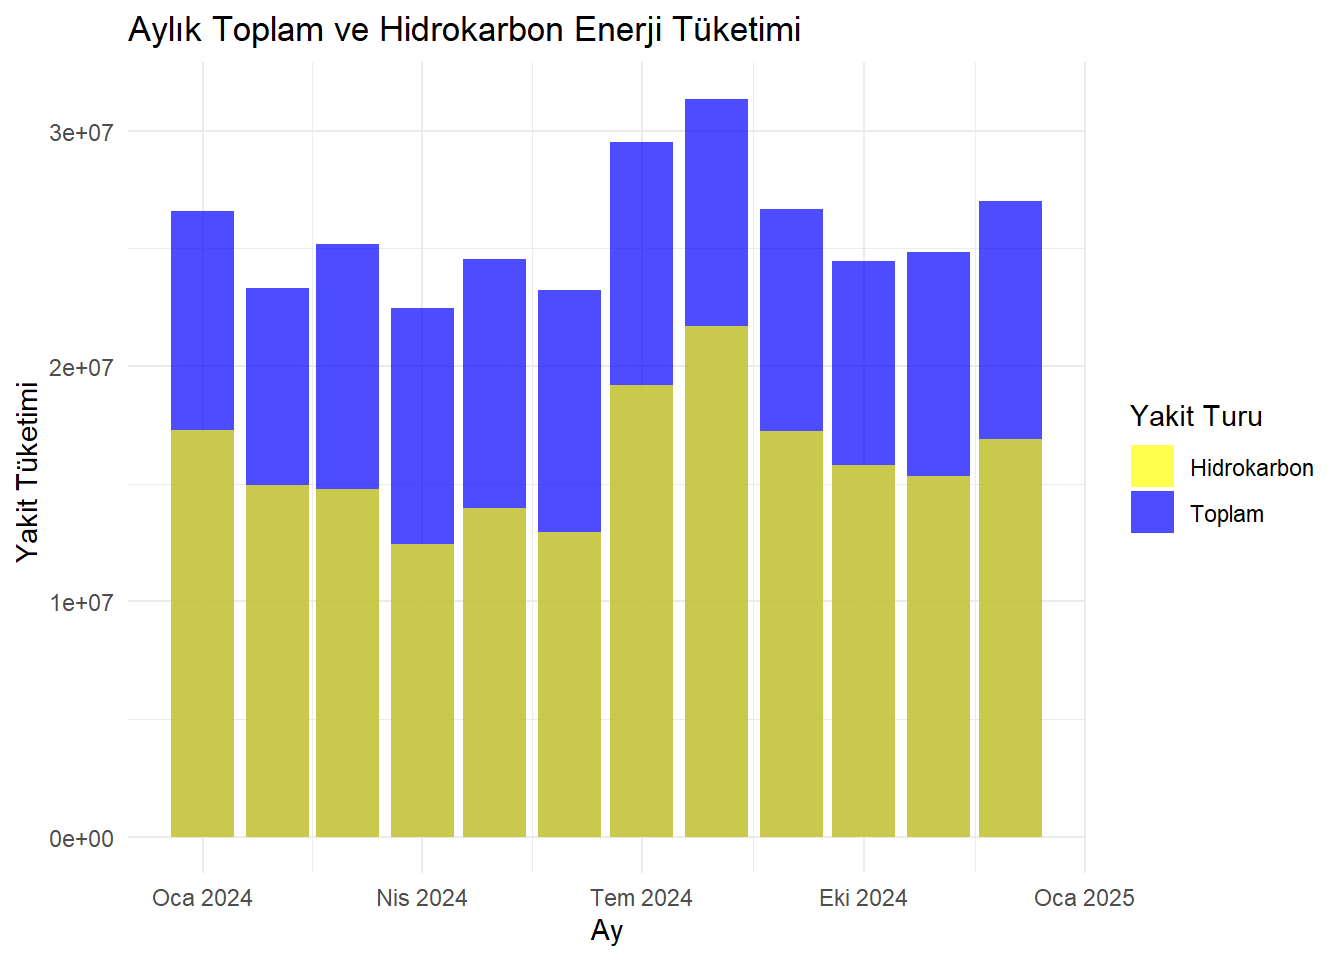 Aylık Toplam ve Hidrokarbon Enerji Tüketimi
Yakit Tüketimi
3e+07
2e+07
1e+07
0e+00
Oca 2024
Nis 2024
Tem 2024
Eki 2024
Oca 2025
Ay
Yakit Turu
Hidrokarbon
Toplam